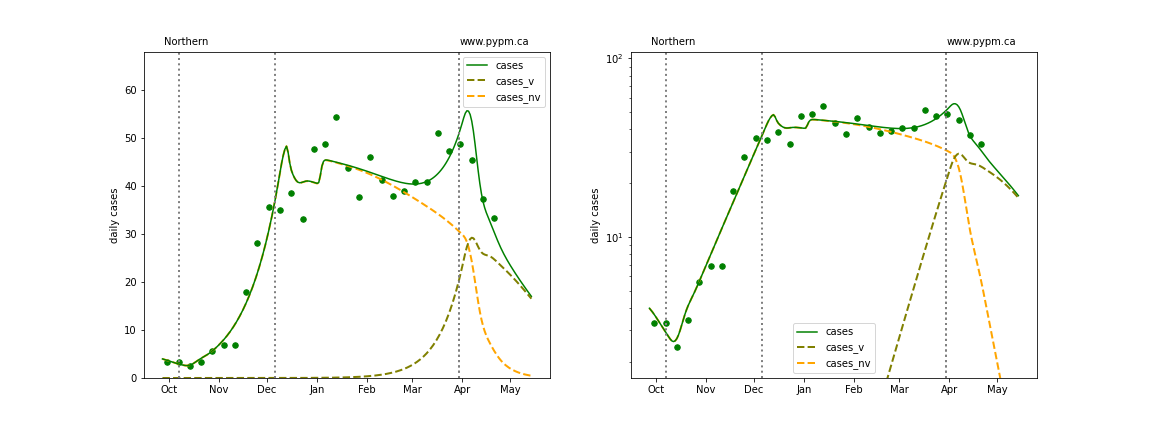 Northern
www.pypm.ca
cases
cases_v
cases_nv
daily cases
60
50
40
30
20
10
0
Oct
Nov
Dec
Jan
Feb
Mar
Apr
May
Northern
www.pypm.ca
daily cases
10²
10¹
cases
cases_v
cases_nv
Oct
Nov
Dec
Jan
Feb
Mar
Apr
May